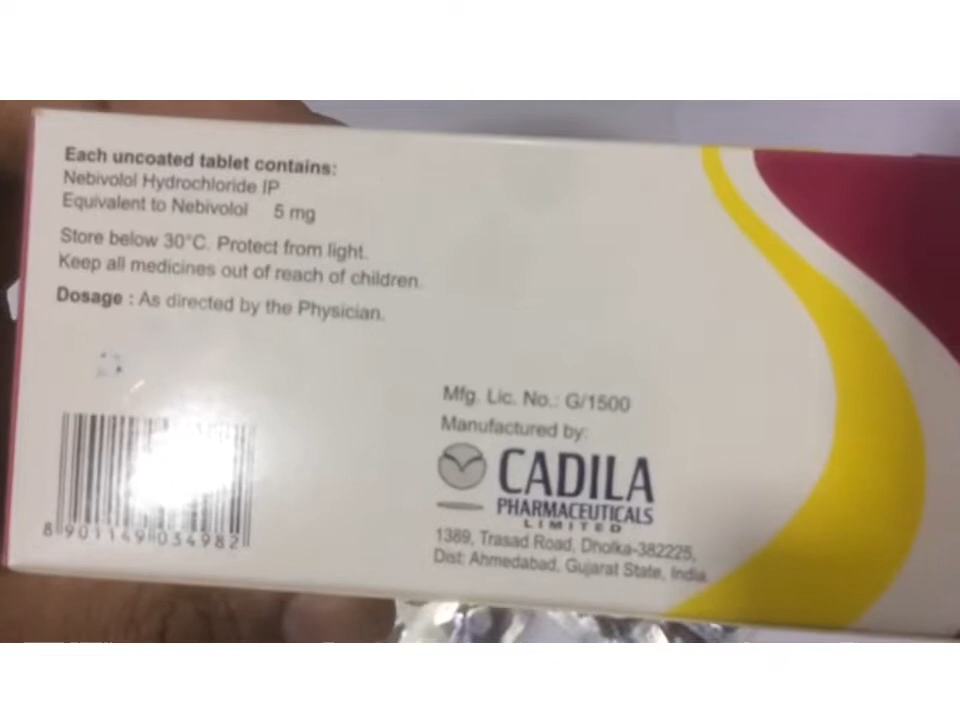 Each uncoated tablet contains:
Nebivolol Hydrochloride IP
Equivalent to Nebivolol 5 mg
Store below 30°C. Protect from light.
Keep all medicines out of reach of children.
Dosage : As directed by the Physician.
8 901149 034982
Mfg. Lic. No.: G/1500
Manufactured by:
CADILA
PHARMACEUTICALS
LIMITED
1389, Trasad Road, Dholka-382225,
Dist: Ahmedabad, Gujarat State, India